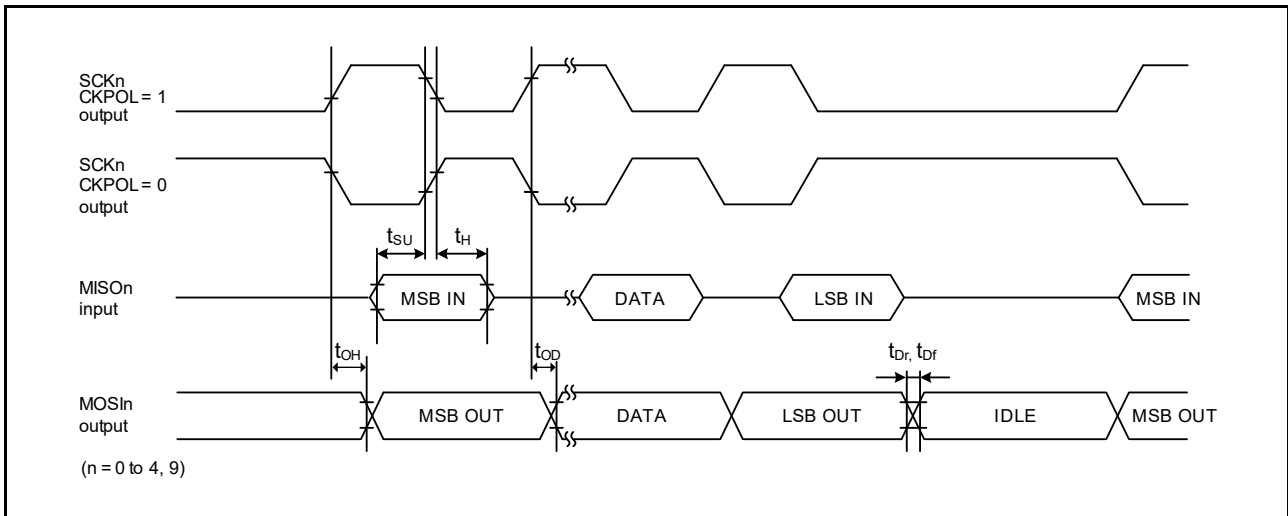 SCKn
CKPOL = 1
output
SCKn
CKPOL = 0
output
tSU
tH
MISOn
input
MSB IN
DATA
LSB IN
MSB IN
tOH
tOD
tDr, tDf
MOSIn
output
MSB OUT
DATA
LSB OUT
IDLE
MSB OUT
(n = 0 to 4, 9)